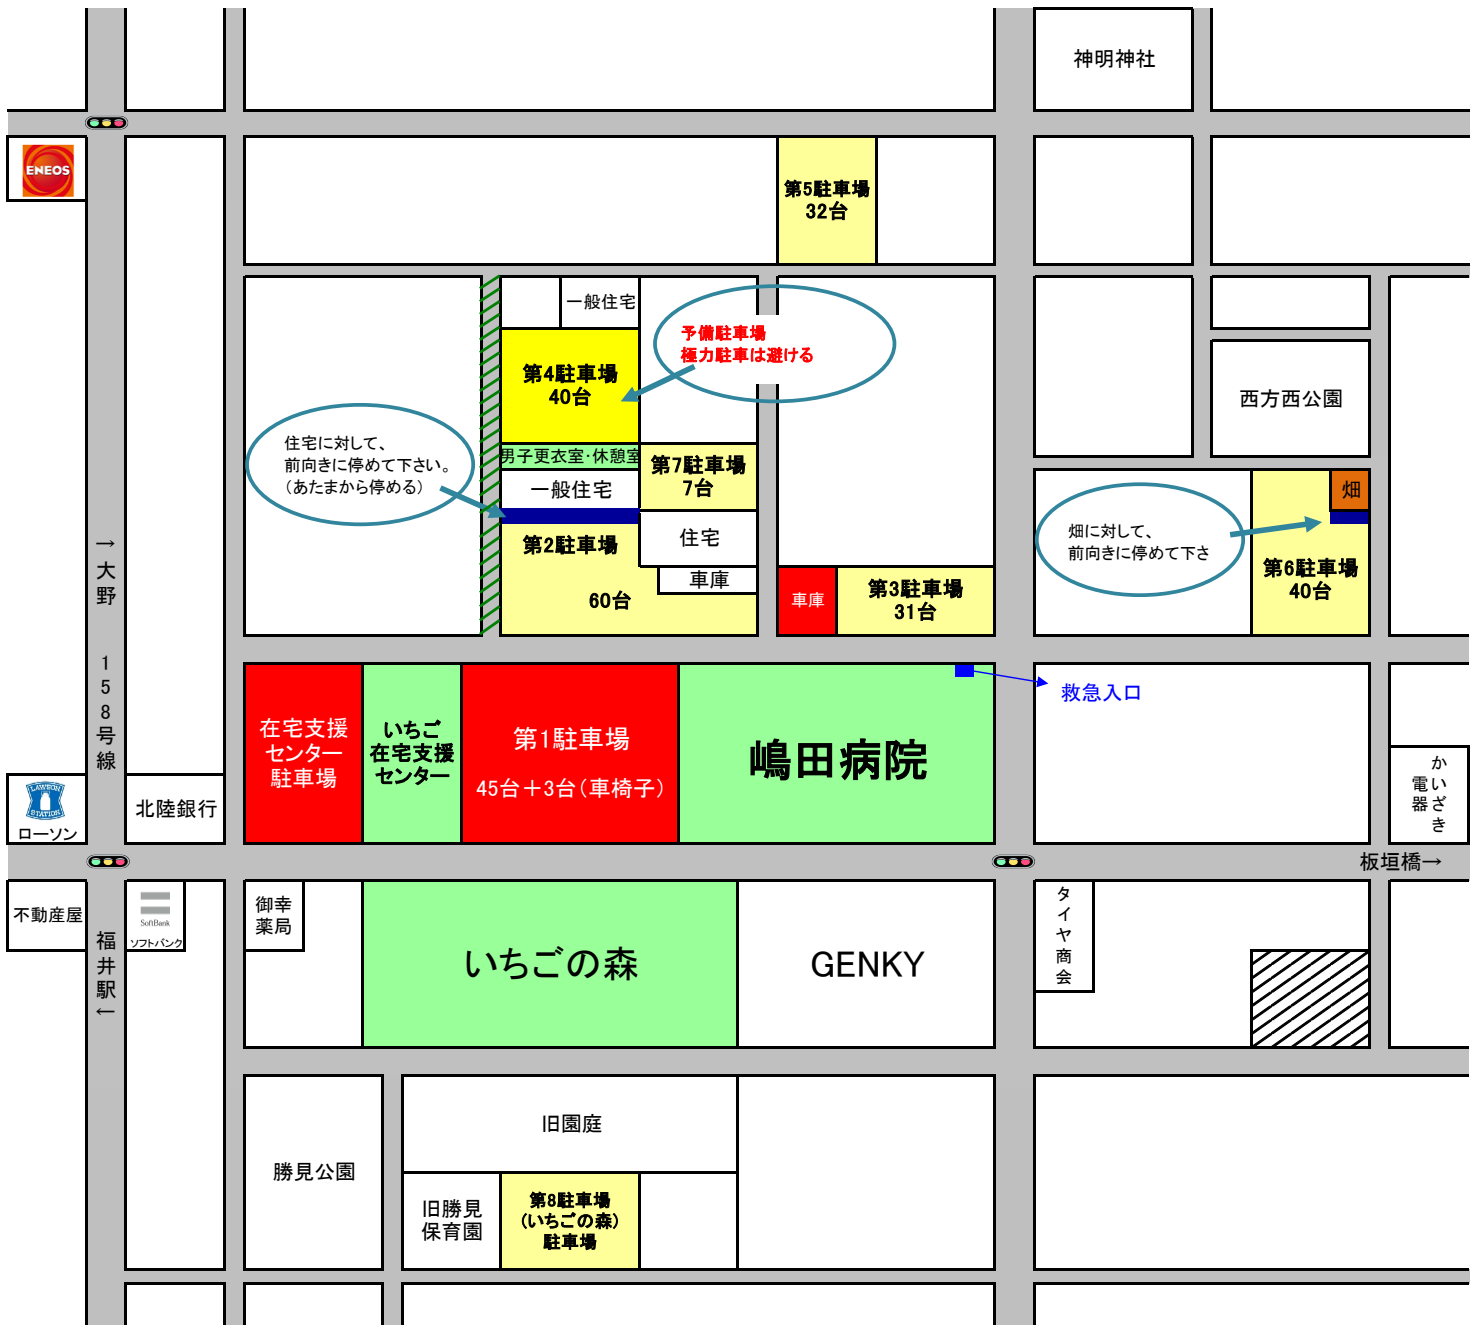 神明神社
ENEOS
第5駐車場
32台
一般住宅
予備駐車場
極力駐車は避ける
第4駐車場
40台
西方西公園
住宅に対して、
前向きに停めて下さい。
（あたまから停める）
男子更衣室・休憩室
第7駐車場
7台
一般住宅
畑
畑に対して、
前向きに停めて下さ
第2駐車場
60台
住宅
車庫
第6駐車場
40台
車庫
第3駐車場
31台
→大野　158号線
救急入口
在宅支援
センター
駐車場
いちご
在宅支援
センター
第1駐車場
45台＋3台（車椅子）
嶋田病院
かいざき
電器
LAWSON
STATION
ローソン
北陸銀行
板垣橋→
不動産屋
SoftBank
ソフトバンク
福井駅←
御幸
薬局
いちごの森
GENKY
タイヤ商会
旧園庭
勝見公園
旧勝見
保育園
第8駐車場
（いちごの森）
駐車場